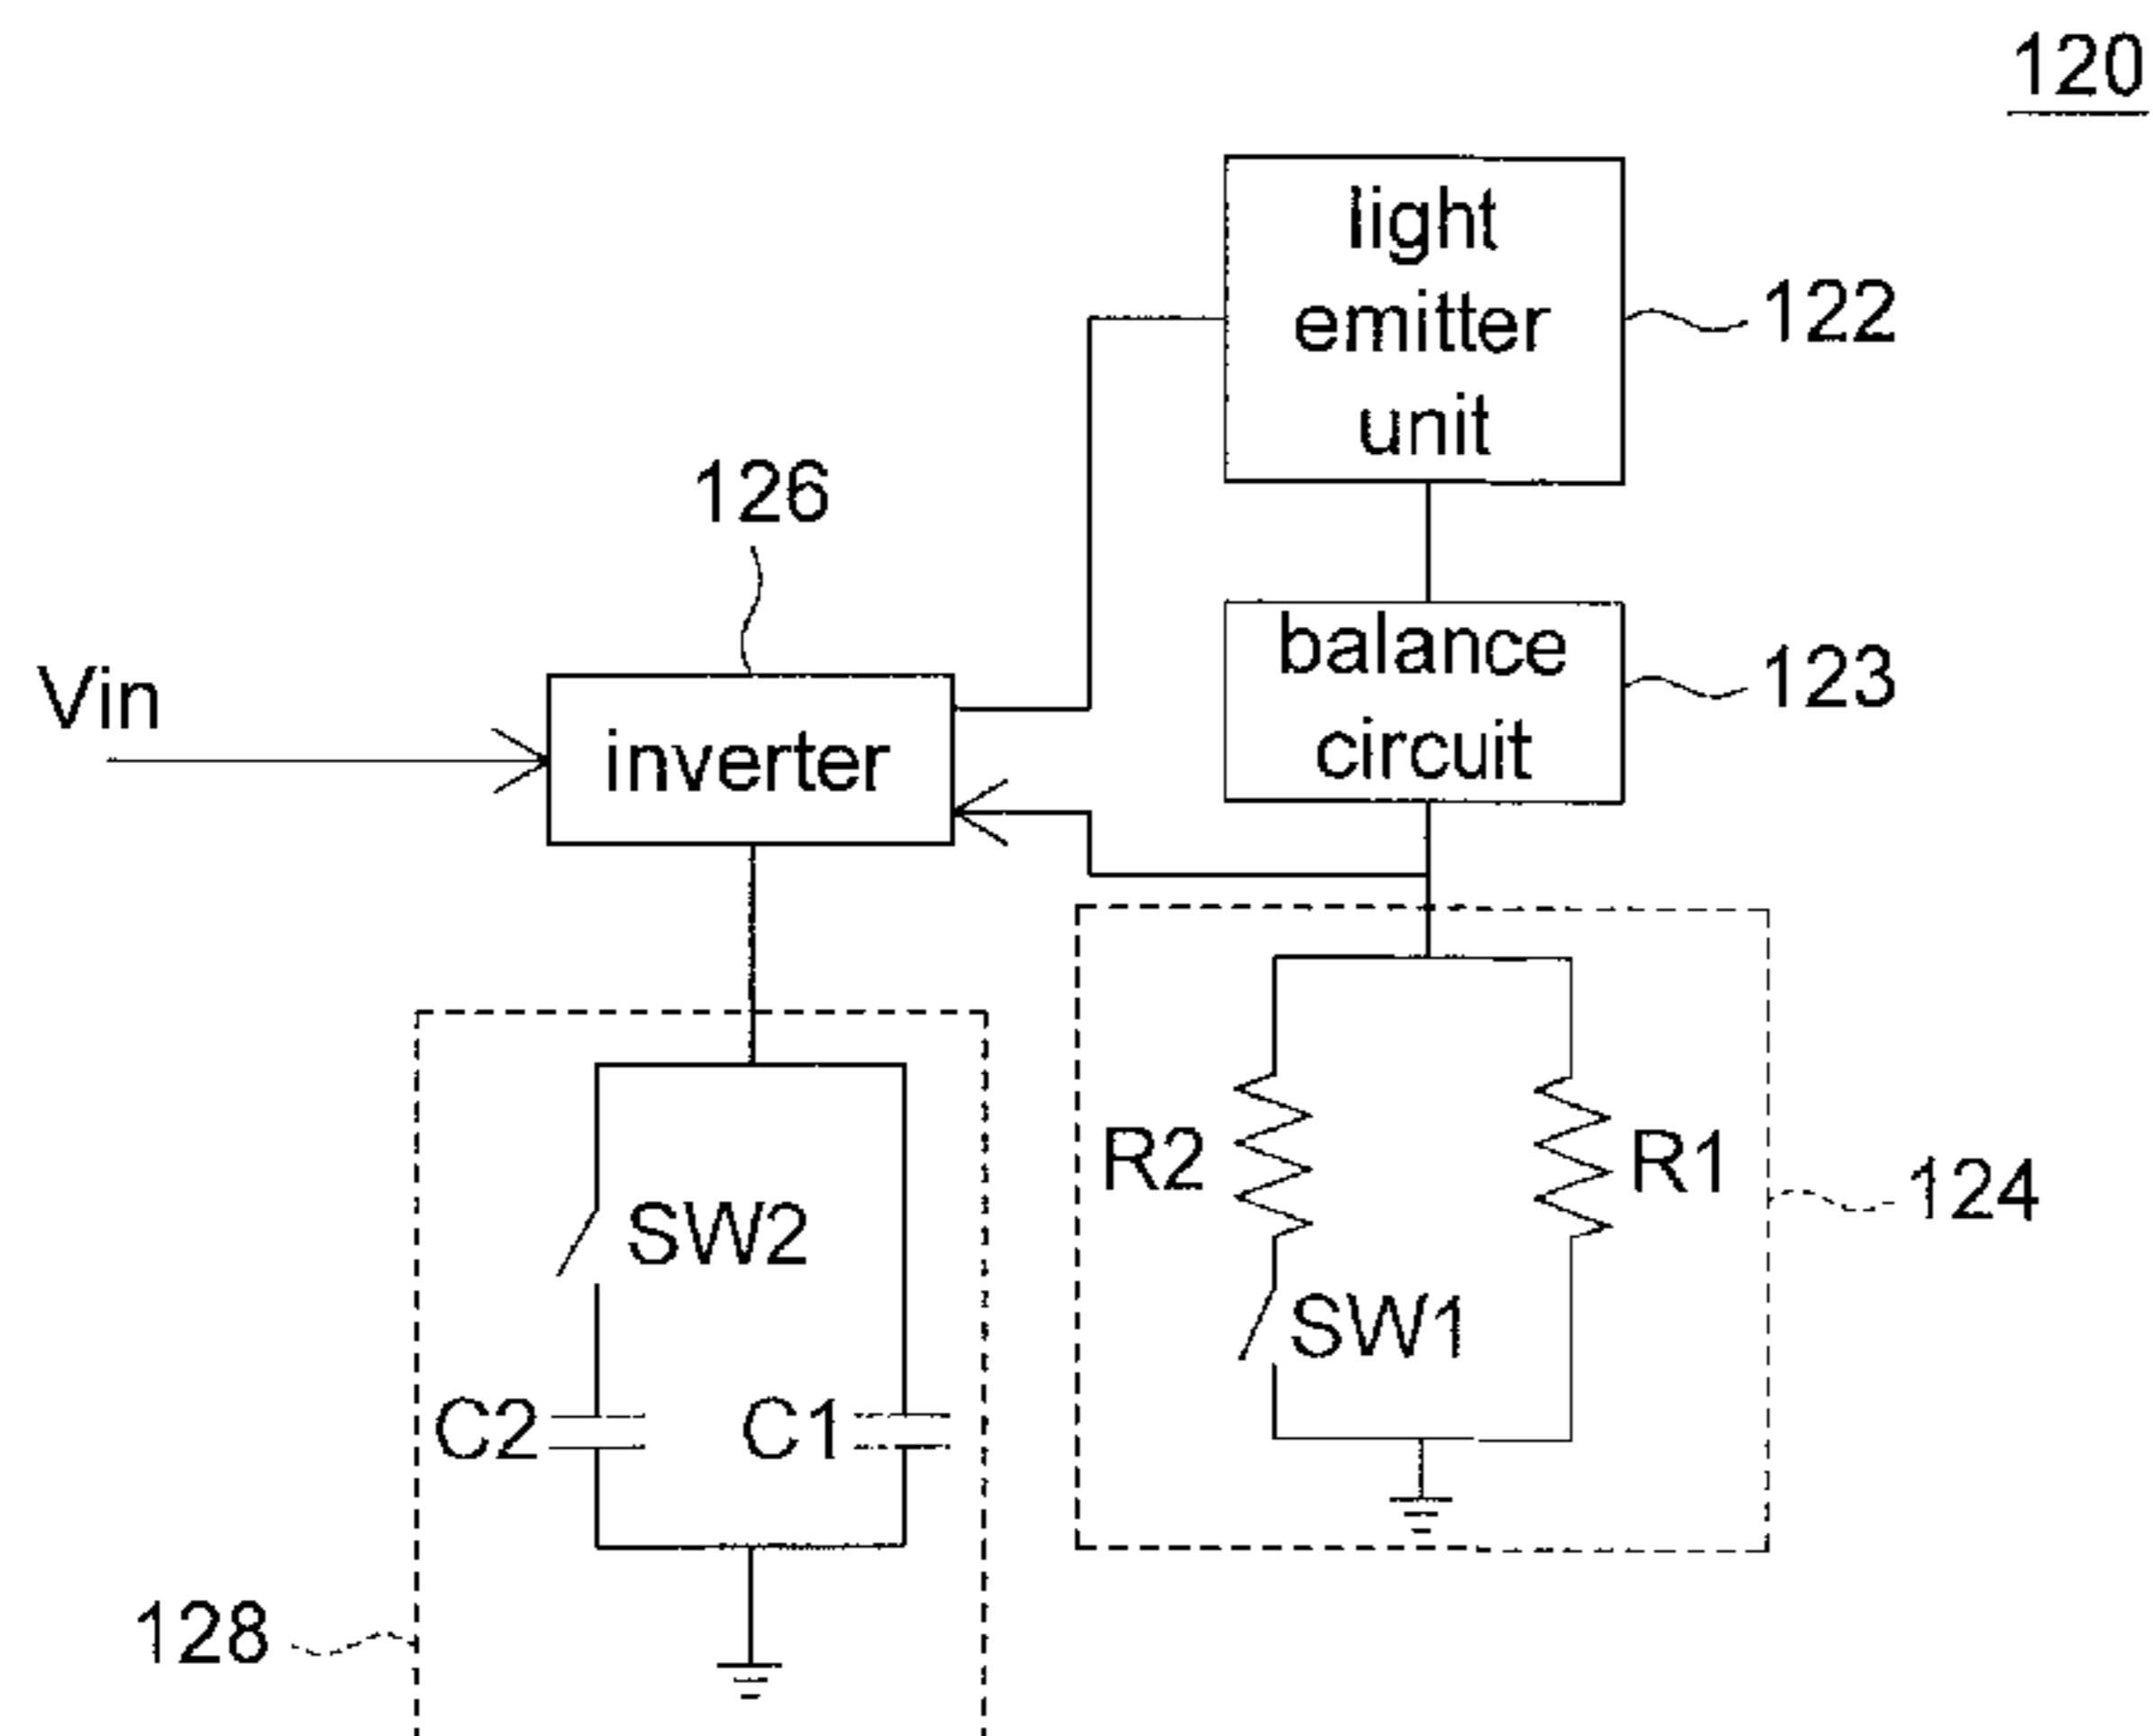 120
light
emitter
unit
122
126
balance
circuit
123
Vin
inverter
R2
R1
124
SW2
SW1
C2
C1
128